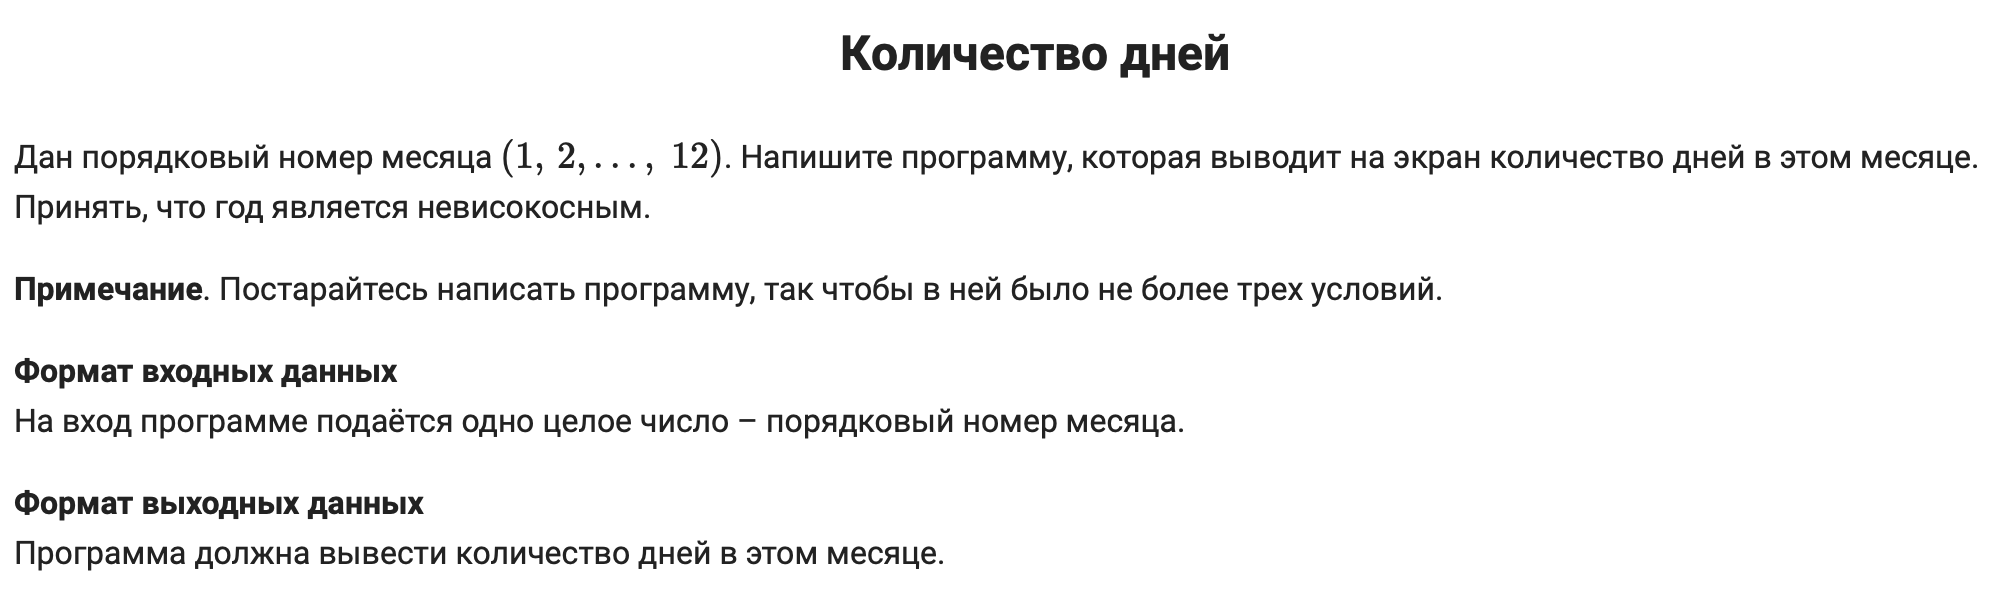 Количество дней
Дан порядковый номер месяца (1, 2, ..., 12). Напишите программу, которая выводит на экран количество дней в этом месяце.
Принять, что год является невисокосным.
Примечание. Постарайтесь написать программу, так чтобы в ней было не более трех условий.
Формат входных данных
На вход программе подаётся одно целое число – порядковый номер месяца.
Формат выходных данных
Программа должна вывести количество дней в этом месяце.